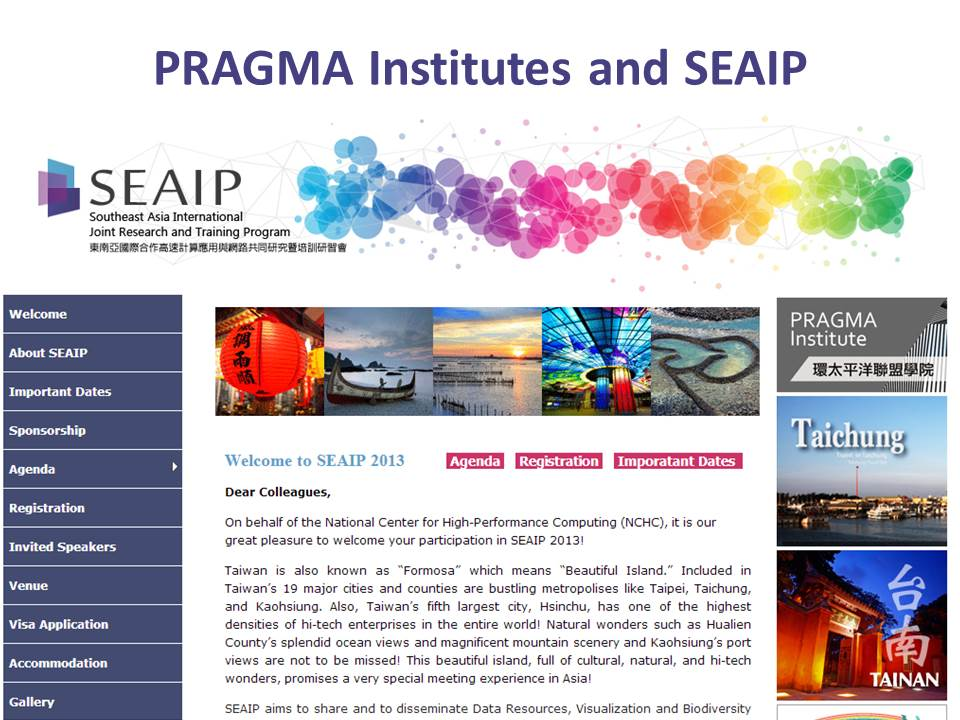 PRAGMA Institutes and SEAIP
SEAIP
Southeast Asia International
Joint Research and Training Program
東南亞國際合作高速計算應用與網路共同研究暨培訓研習會
Welcome
About SEAIP
Important Dates
Sponsorship
Agenda
Registration
Invited Speakers
Venue
Visa Application
Accommodation
Gallery
調雨順
Welcome to SEAIP 2013
Agenda
Registration
Imporatant Dates
Dear Colleagues,
On behalf of the National Center for High-Performance Computing (NCHC), it is our
great pleasure to welcome your participation in SEAIP 2013!
Taiwan is also known as “Formosa” which means “Beautiful Island.” Included in
Taiwan’s 19 major cities and counties are bustling metropolises like Taipei, Taichung,
and Kaohsiung. Also, Taiwan’s fifth largest city, Hsinchu, has one of the highest
densities of hi-tech enterprises in the entire world! Natural wonders such as Hualien
County’s splendid ocean views and magnificent mountain scenery and Kaohsiung’s port
views are not to be missed! This beautiful island, full of cultural, natural, and hi-tech
wonders, promises a very special meeting experience in Asia!
SEAIP aims to share and to disseminate Data Resources, Visualization and Biodiversity
PRAGMA
Institute
環太平洋聯盟學院
Taichung
台南
TAINAN